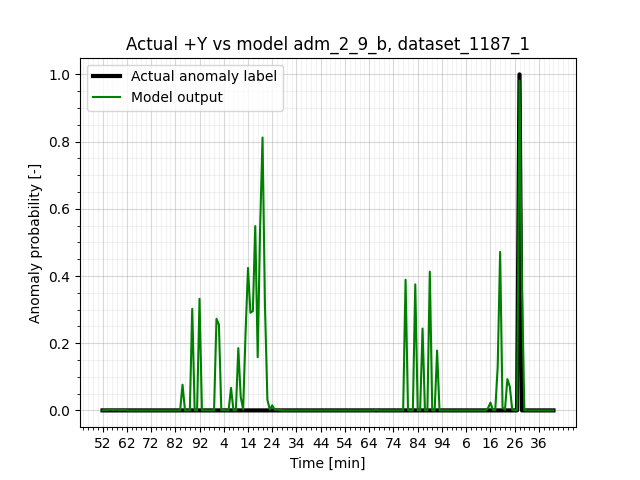 Actual +Y vs model adm_2_9_b, dataset_1187_1
Actual anomaly label
Model output
Anomaly probability [-]
1.0
0.8
0.6
0.4
0.2
0.0
52 62 72 82 92 4 14 24 34 44 54 64 74 84 94 6 16 26 36
Time [min]